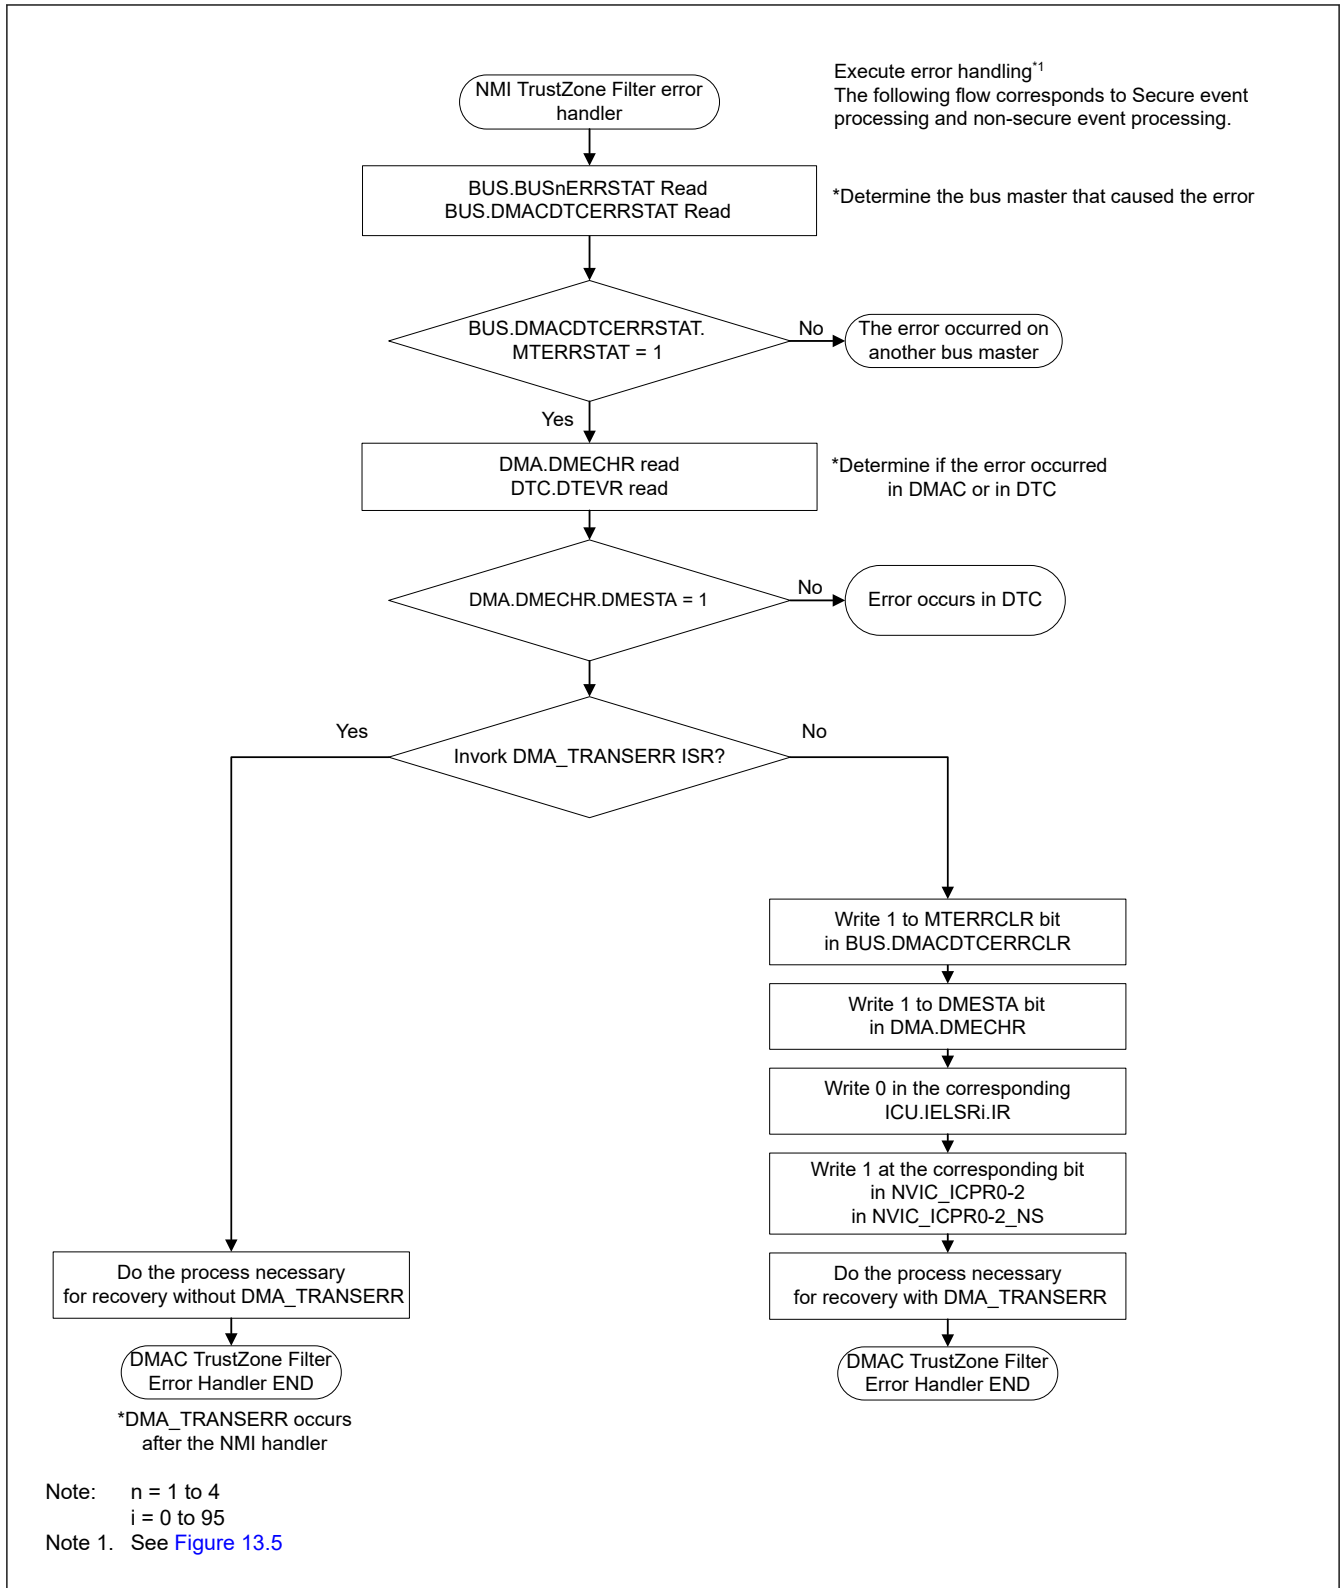 NMI TrustZone Filter error
handler
Execute error handling*1
The following flow corresponds to Secure event
processing and non-secure event processing.
BUS.BUSnERRSTAT Read
BUS.DMACDTCERRSTAT Read
*Determine the bus master that caused the error
BUS.DMACDTCERRSTAT.
MTERRSTAT = 1
No
The error occurred on
another bus master
Yes
DMA.DMECHR read
DTC.DTEVR read
*Determine if the error occurred
in DMAC or in DTC
DMA.DMECHR.DMESTA = 1
No
Error occurs in DTC
Yes
Invork DMA_TRANSERR ISR?
No
Write 1 to MTERRCLR bit
in BUS.DMACDTCERRCLR
Write 1 to DMESTA bit
in DMA.DMECHR
Write 0 in the corresponding
ICU.IELSRi.IR
Write 1 at the corresponding bit
in NVIC_ICPR0-2
in NVIC_ICPR0-2_NS
Do the process necessary
for recovery without DMA_TRANSERR
Do the process necessary
for recovery with DMA_TRANSERR
DMAC TrustZone Filter
Error Handler END
DMAC TrustZone Filter
Error Handler END
*DMA_TRANSERR occurs
after the NMI handler
Note: n = 1 to 4
i = 0 to 95
Note 1. See Figure 13.5